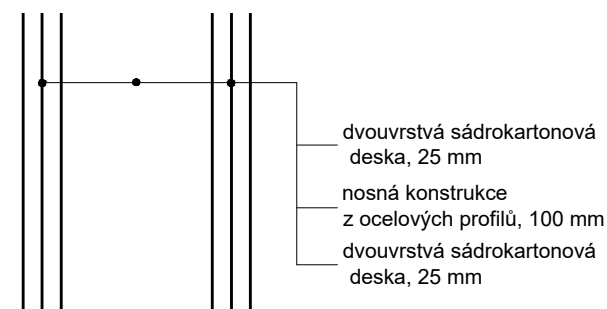 dvouvrstvá sádrokartonová
deska, 25 mm
nosná konstrukce
z ocelových profilů, 100 mm
dvouvrstvá sádrokartonová
deska, 25 mm